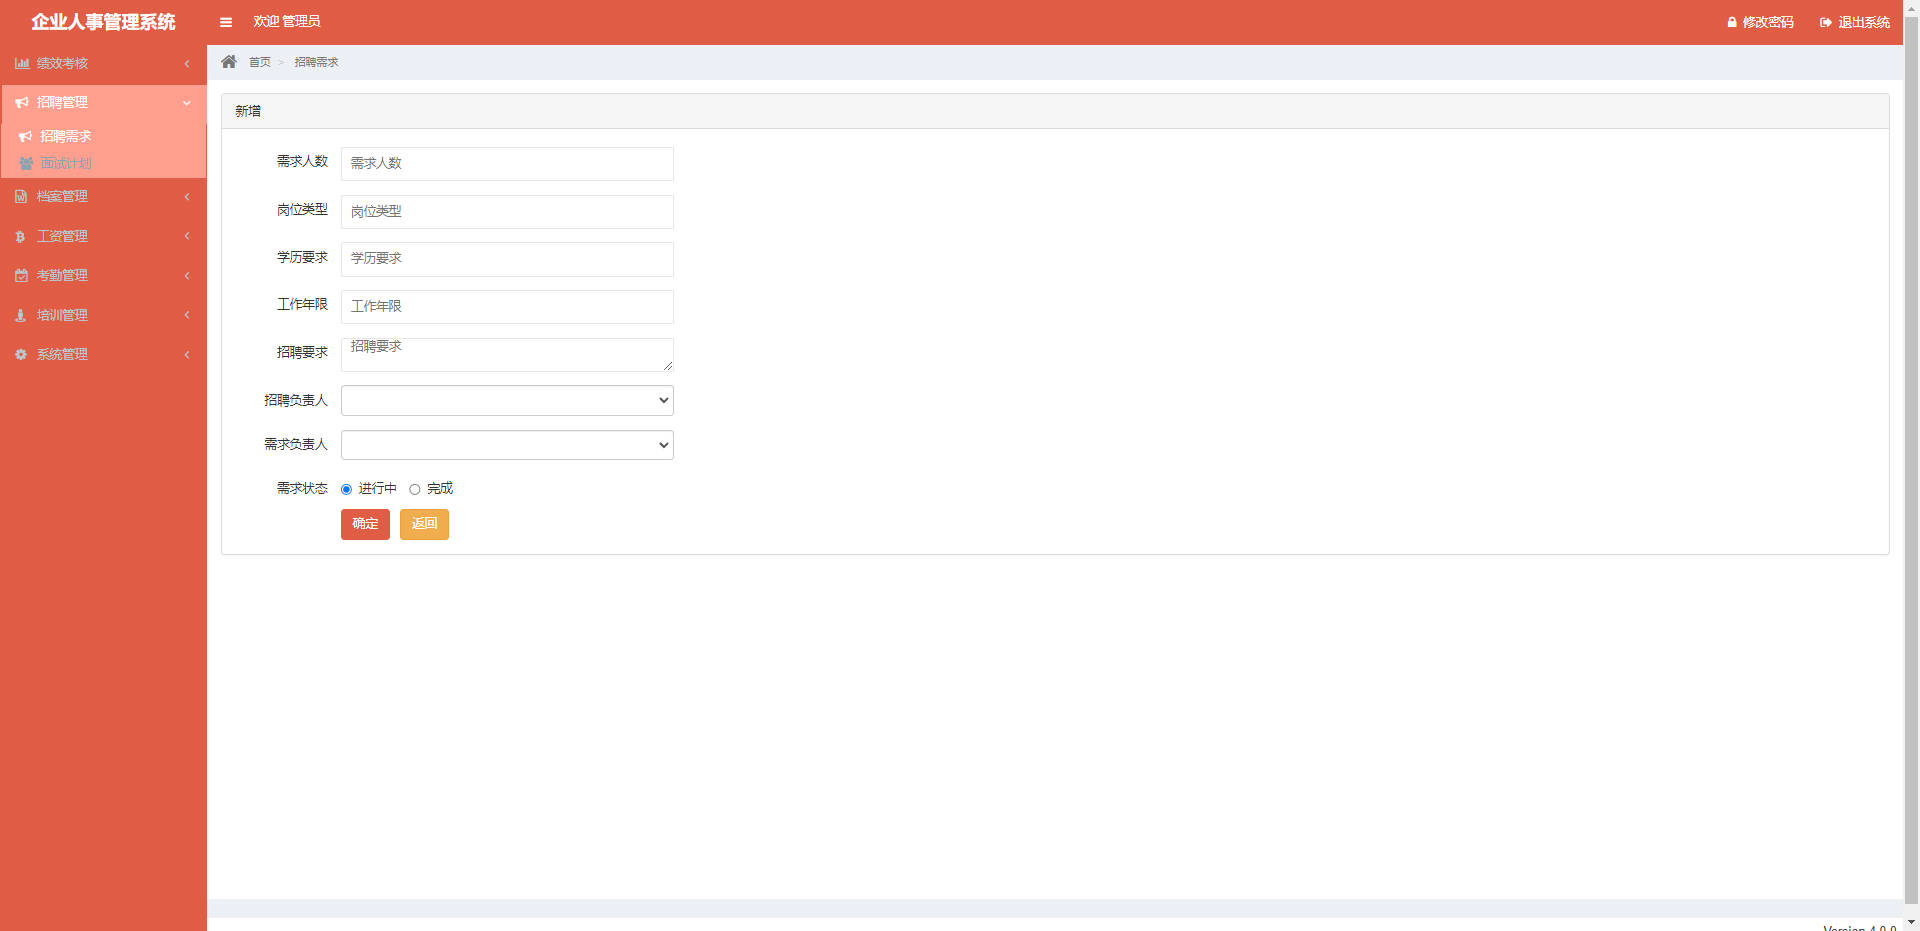 企业人事管理系统
欢迎 管理员
修改密码
退出系统
绩效考核
招聘管理
招聘需求
面试计划
档案管理
工资管理
考勤管理
培训管理
系统管理
首页 > 招聘需求
新增
需求人数 需求人数
岗位类型 岗位类型
学历要求 学历要求
工作年限 工作年限
招聘要求 招聘要求
招聘负责人
需求负责人
需求状态 进行中 完成
确定 返回
Version 4.0.0